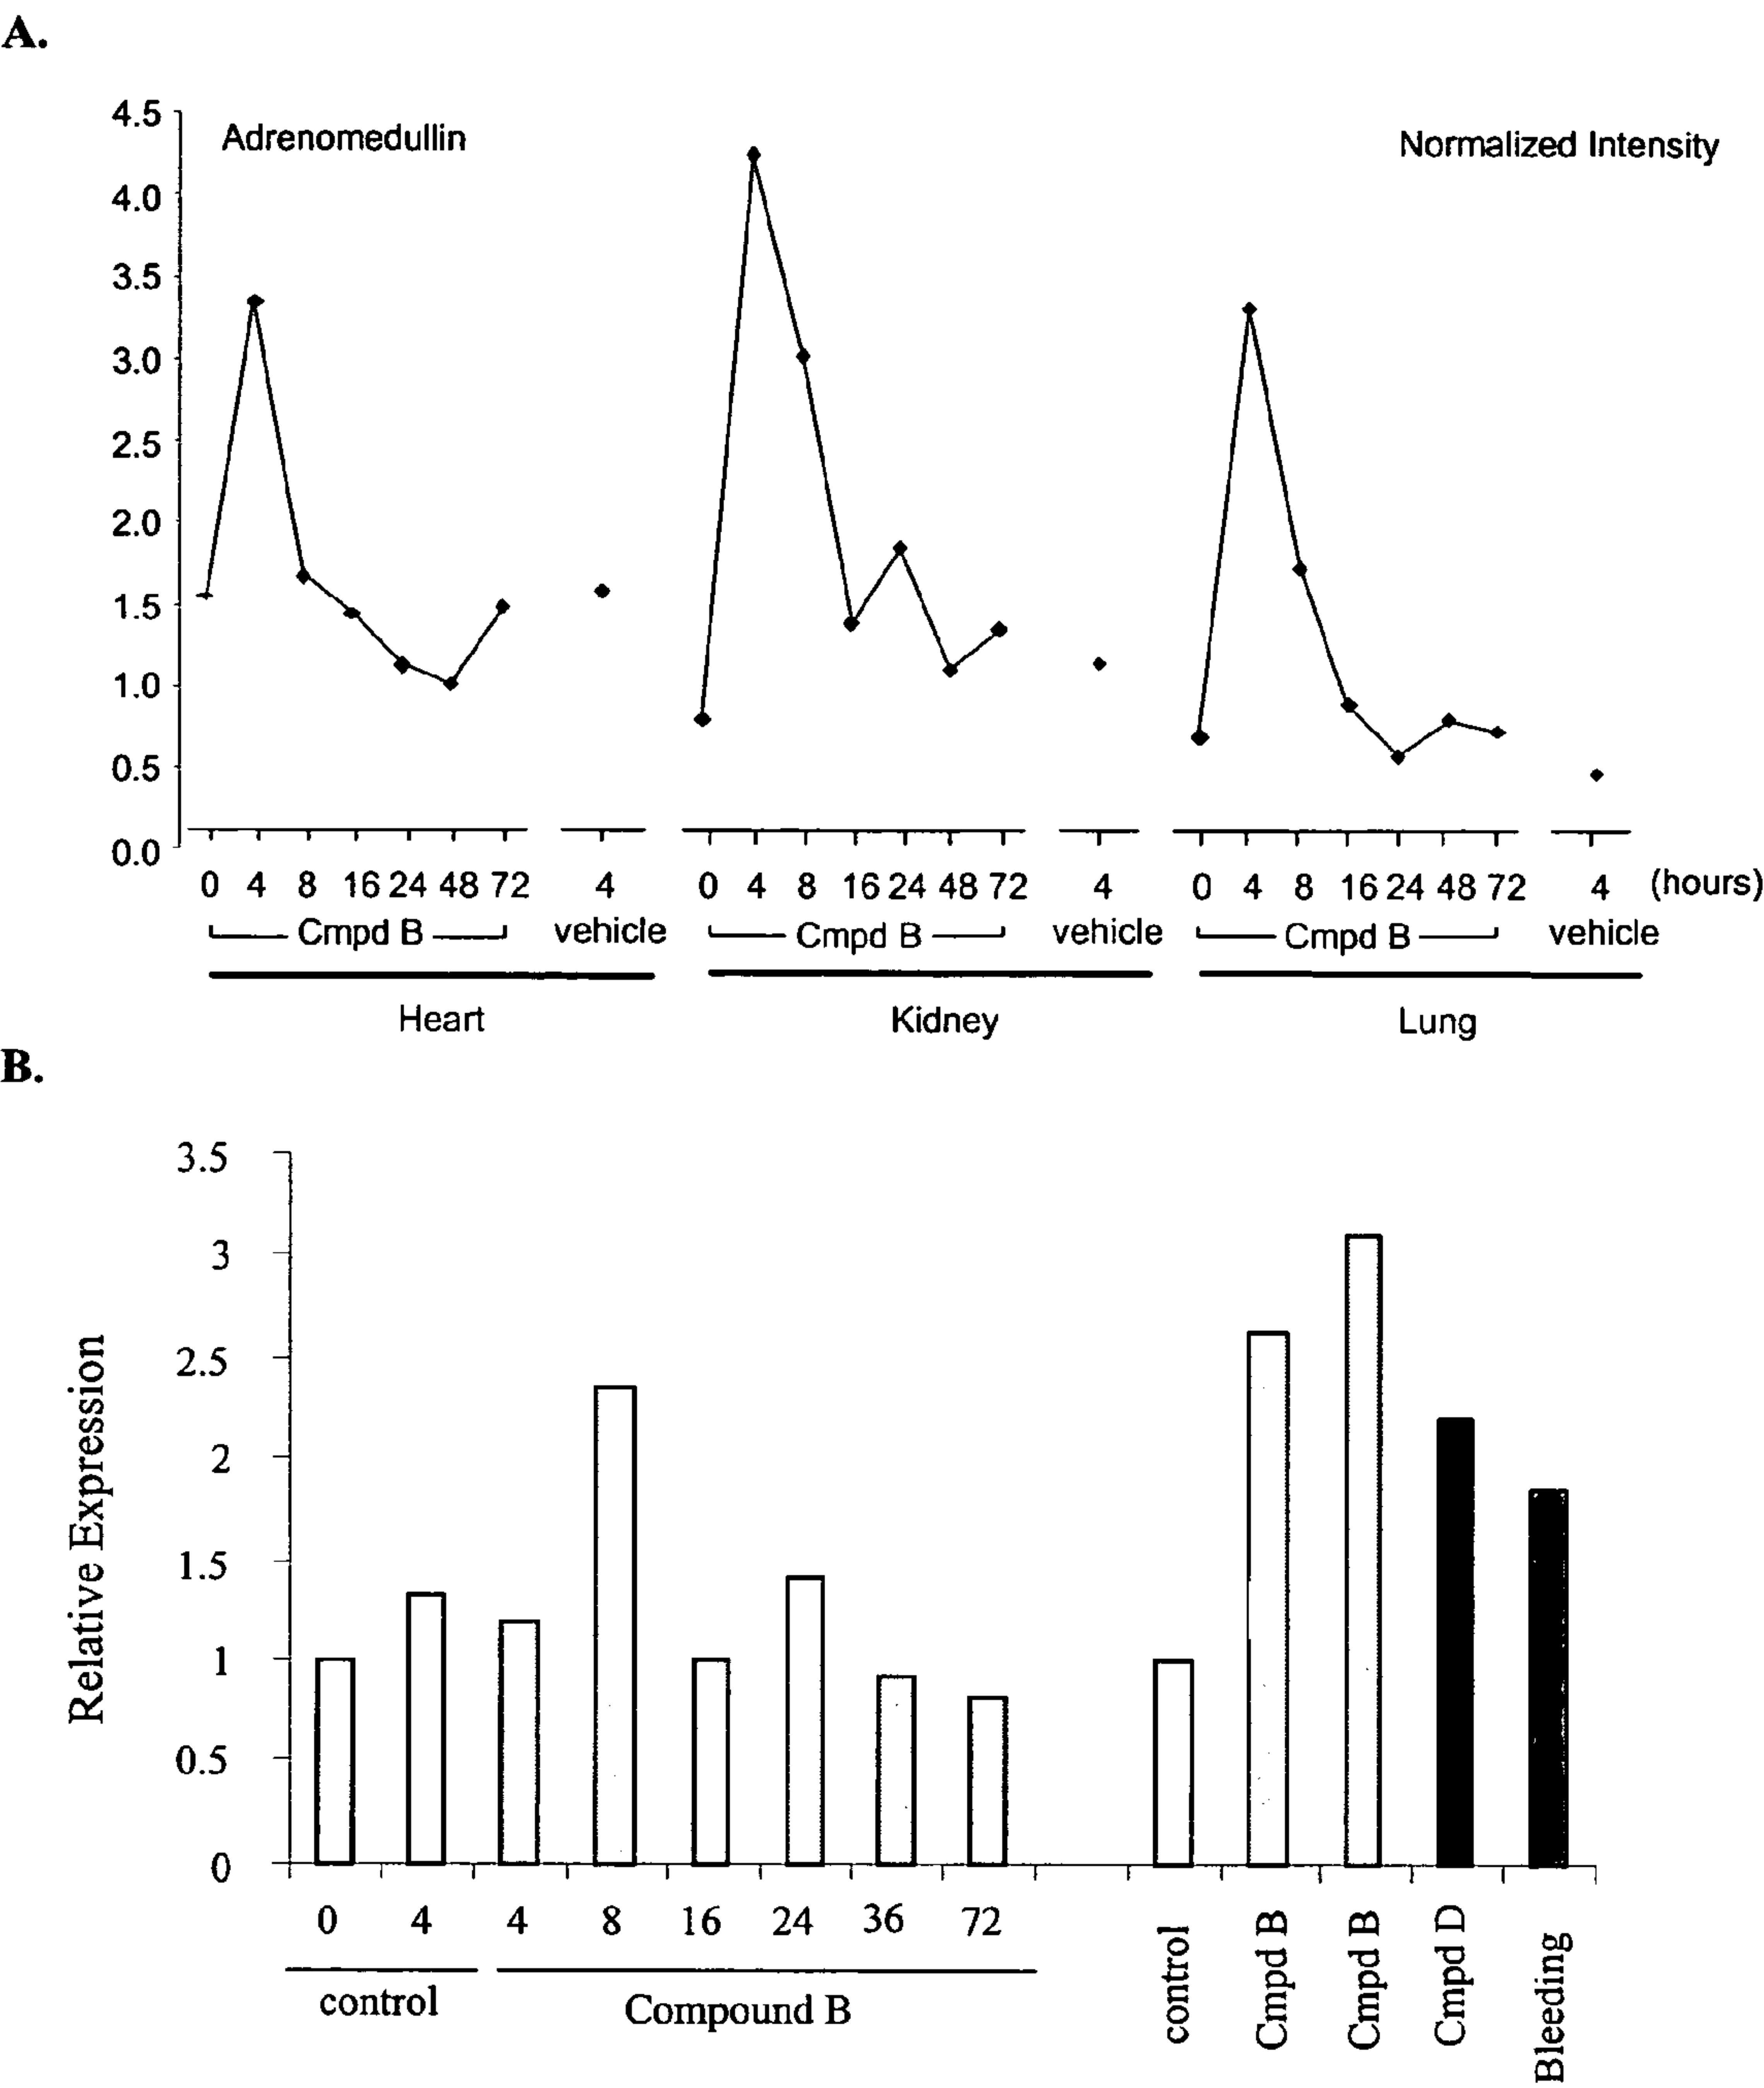 A.
4.5
Adrenomedullin
Normalized Intensity
4.0
3.5
3.0
2.5
2.0
1.5
1.0
0.5
0.0
0 4 8 16 24 48 72 4 0 4 8 16 24 48 72 4 0 4 8 16 24 48 72 4 (hours)
Cmpd B vehicle Cmpd B vehicle Cmpd B vehicle
Heart Kidney Lung
B.
3.5
3
2.5
2
1.5
1
0.5
0
Relative Expression
0 4 4 8 16 24 36 72
control Compound B
control
Cmpd B
Cmpd B
Cmpd D
Bleeding